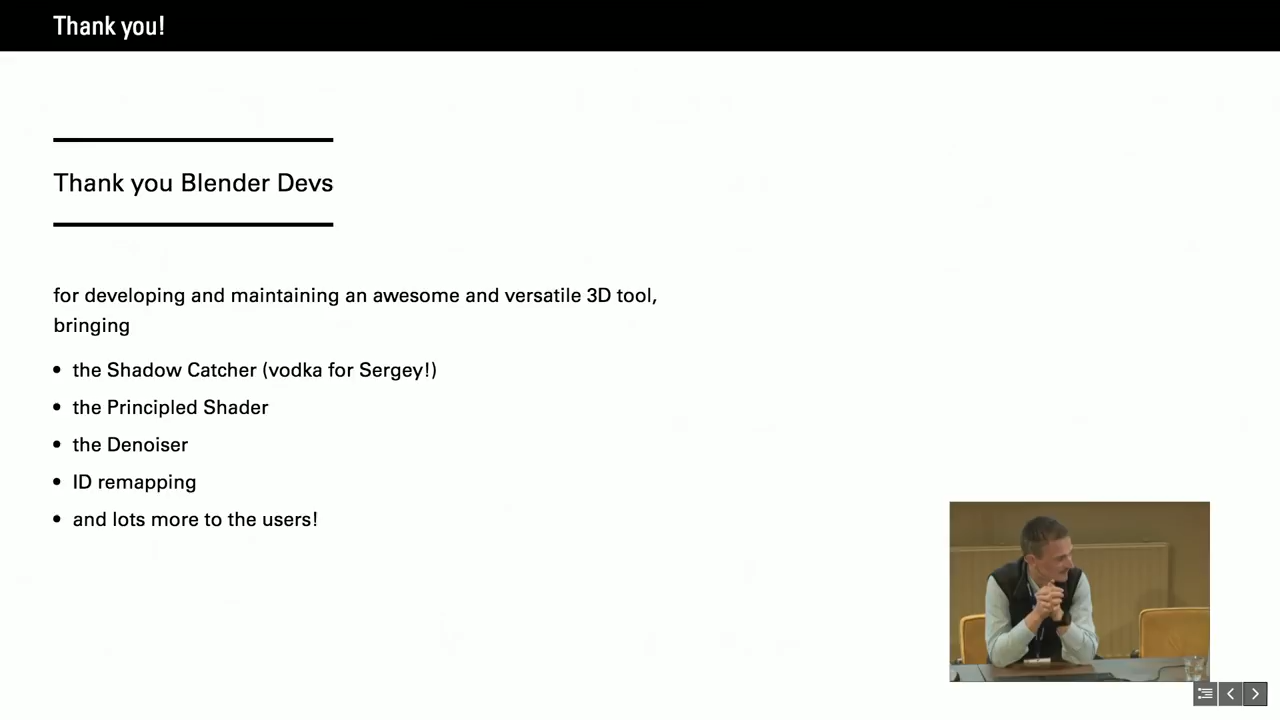 Thank you!
Thank you Blender Devs
for developing and maintaining an awesome and versatile 3D tool,
bringing
• the Shadow Catcher (vodka for Sergey!)
• the Principled Shader
• the Denoiser
• ID remapping
• and lots more to the users!